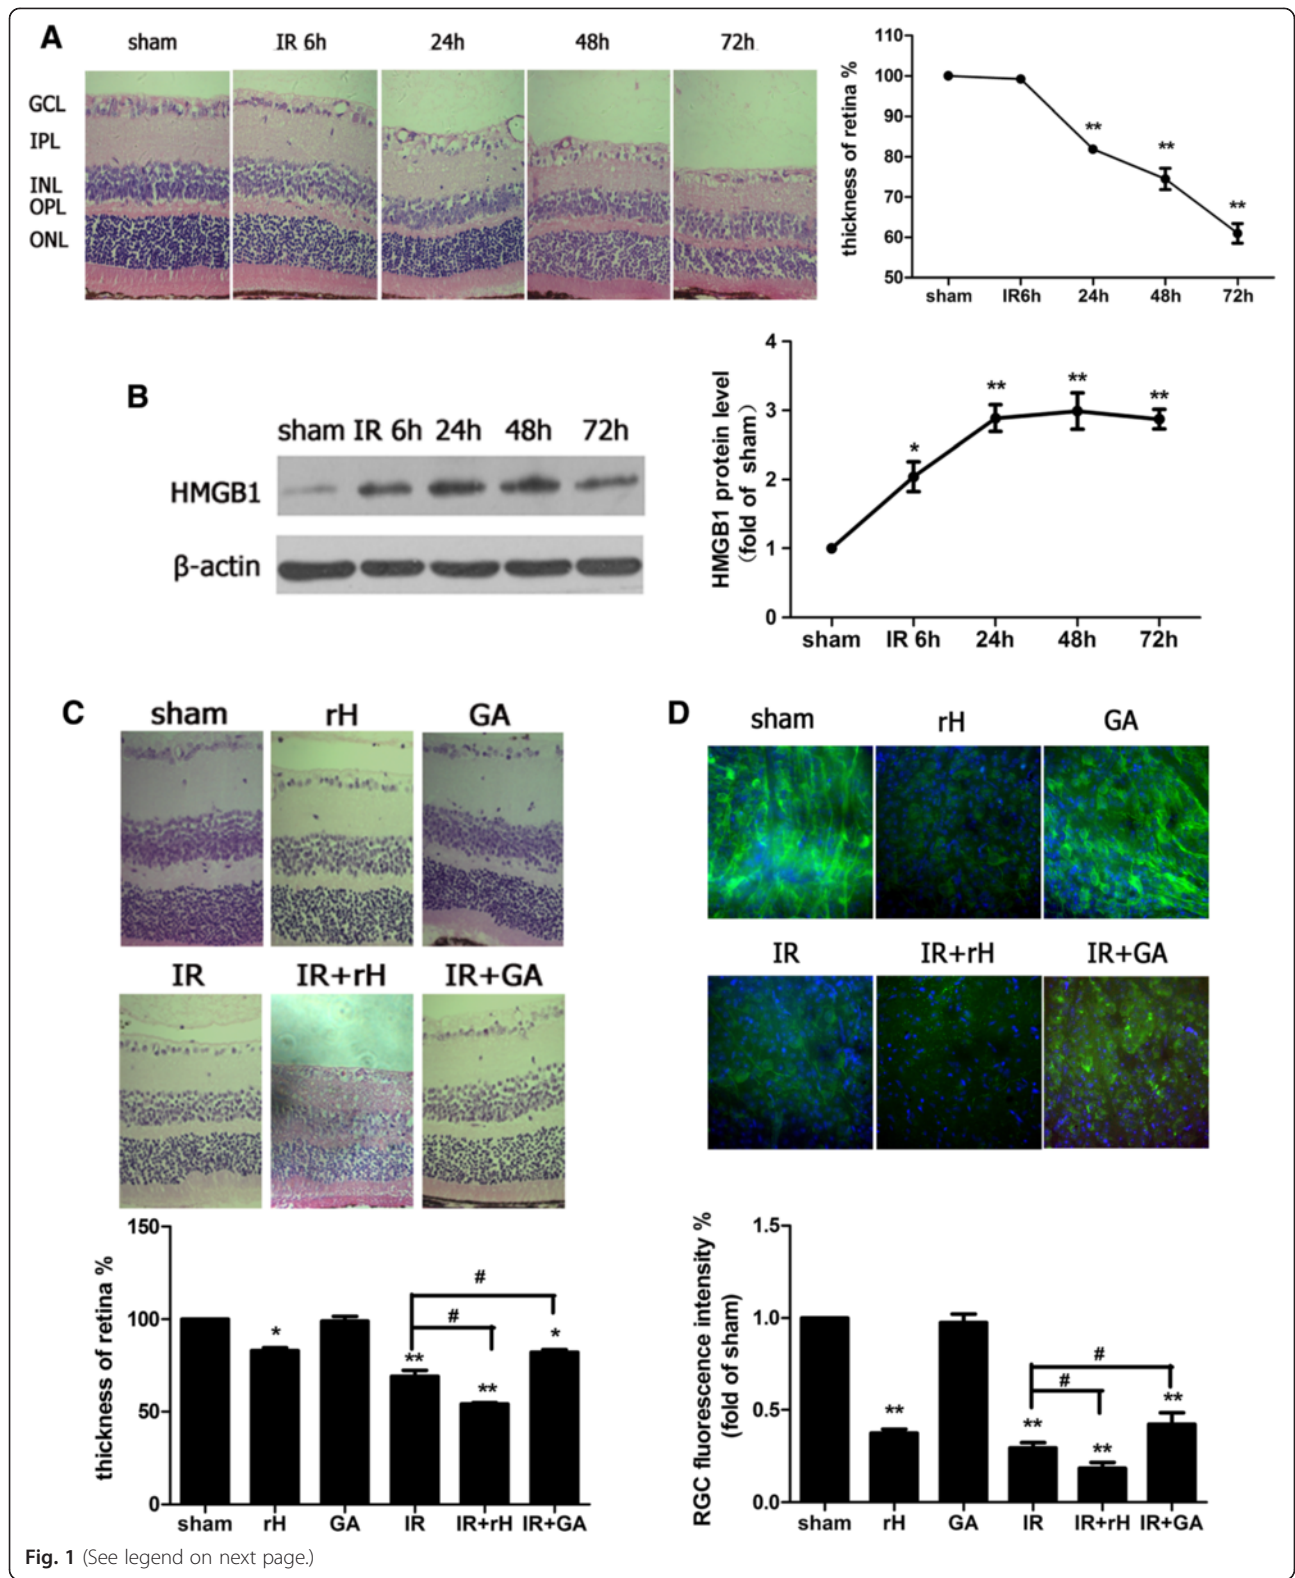 A
sham IR 6h 24h 48h 72h
GCL
IPL
INL
OPL
ONL
thickness of retina %
110
100
90
80
70
60
50
** ** **
sham IR6h 24h 48h 72h
B
sham IR 6h 24h 48h 72h
HMGB1
β-actin
HMGB1 protein level
(fold of sham)
4
3
2
1
0
* ** ** **
sham IR 6h 24h 48h 72h
C
sham rH GA
IR IR+rH IR+GA
thickness of retina %
150
100
50
0
* ** ** *
# #
sham rH GA IR IR+rH IR+GA
D
sham rH GA
IR IR+rH IR+GA
RGC fluorescence intensity %
(fold of sham)
1.5
1.0
0.5
0.0
** ** ** **
# #
sham rH GA IR IR+rH IR+GA
Fig. 1 (See legend on next page.)